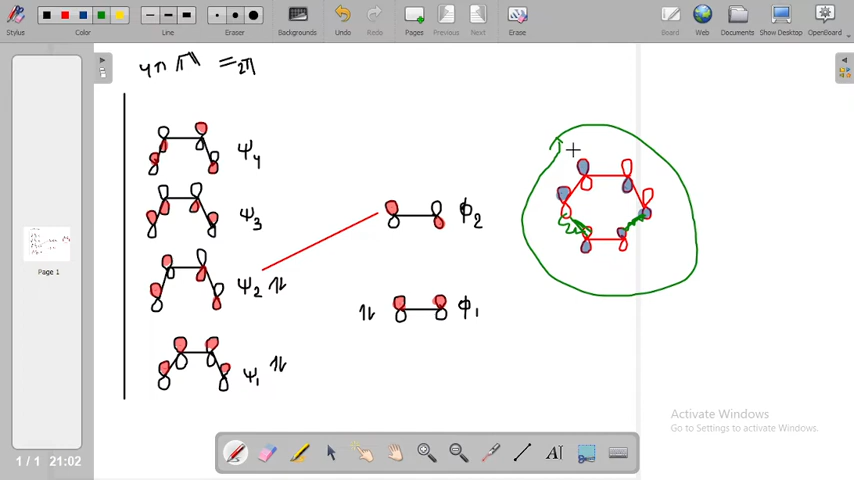 Stylus Color Line Eraser Backgrounds Undo Redo Pages Previous Next Erase Board Web Documents Show Desktop OpenBoard
4π = 2π
ψ4
ψ3
ϕ2
ψ2 ⥮
⥮ ϕ1
ψ1 ⥮
Page 1
Activate Windows
Go to Settings to activate Windows.
1 / 1 21:02